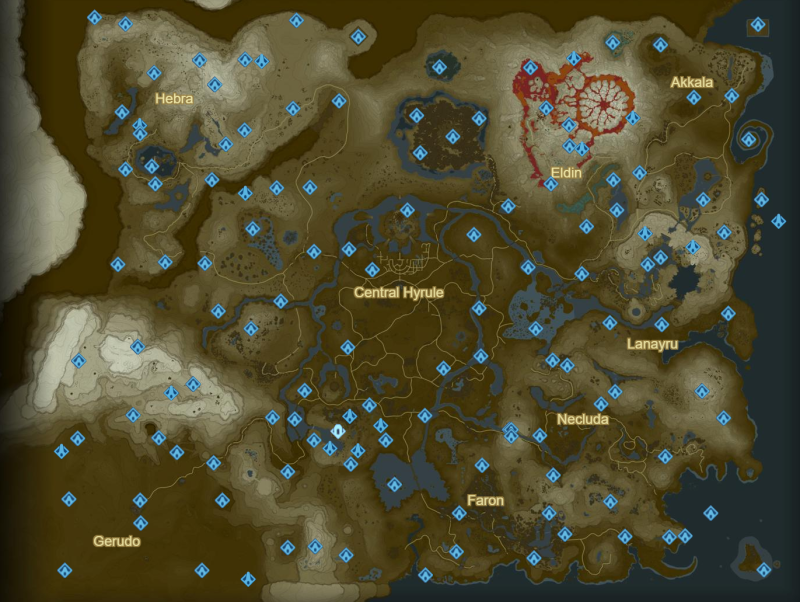 Akkala
Hebra
Eldin
Central Hyrule
Lanayru
Necluda
Faron
Gerudo